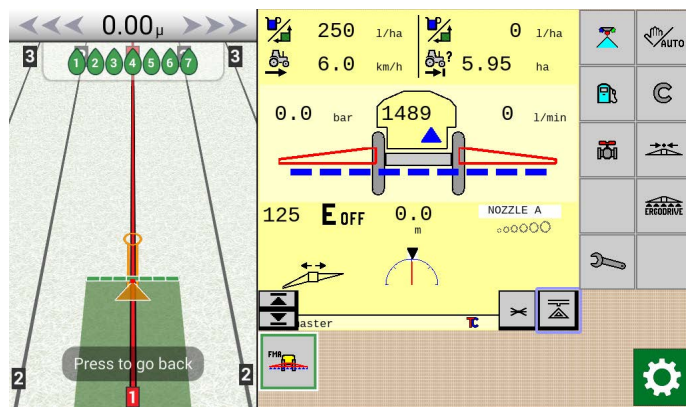 0.00µ
3
3
1 2 3 4 5 6 7
Press to go back
2
2
1
250 l/ha
0 l/ha
6.0 km/h
? 5.95 ha
0.0 bar
1489
0 l/min
125
E OFF
0.0
m
NOZZLE A
aster
TC
FMA
AUTO
C
ERGODRIVE